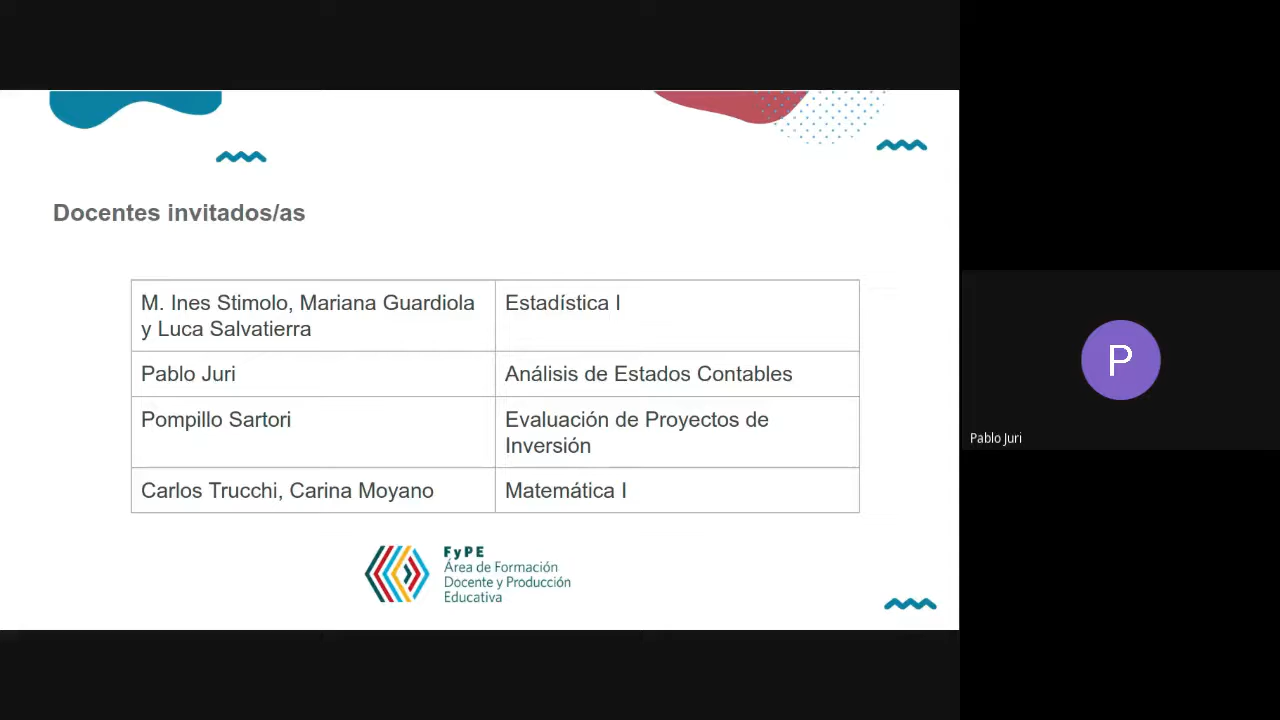 Docentes invitados/as
M. Ines Stimolo, Mariana Guardiola
y Luca Salvatierra
Estadística I
Pablo Juri
Análisis de Estados Contables
Pompillo Sartori
Evaluación de Proyectos de
Inversión
Carlos Trucchi, Carina Moyano
Matemática I
FyPE
Área de Formación
Docente y Producción
Educativa
P
Pablo Juri